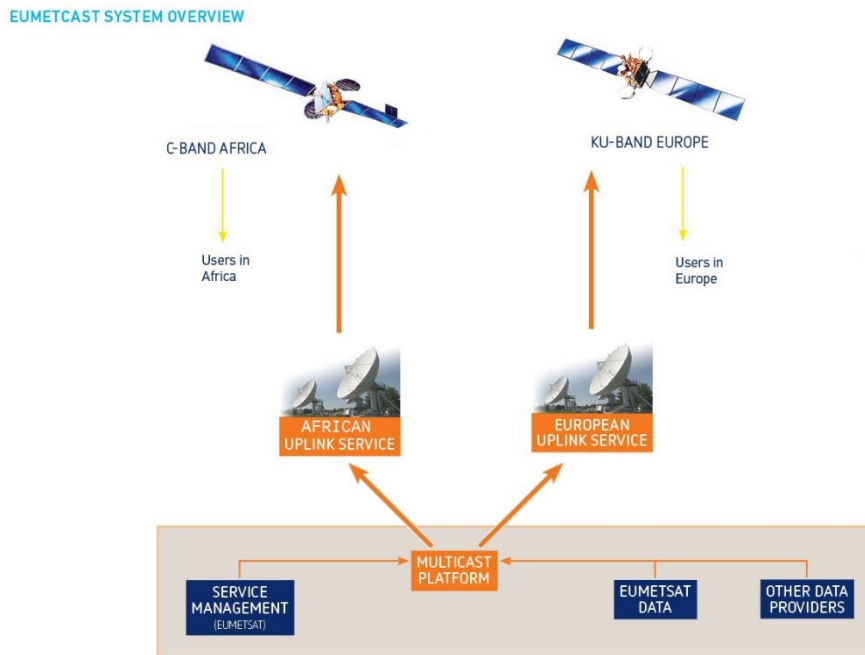 EUMETCAST SYSTEM OVERVIEW
C-BAND AFRICA
KU-BAND EUROPE
Users in
Africa
Users in
Europe
AFRICAN
UPLINK SERVICE
EUROPEAN
UPLINK SERVICE
MULTICAST
PLATFORM
SERVICE
MANAGEMENT
(EUMETSAT)
EUMETSAT
DATA
OTHER DATA
PROVIDERS